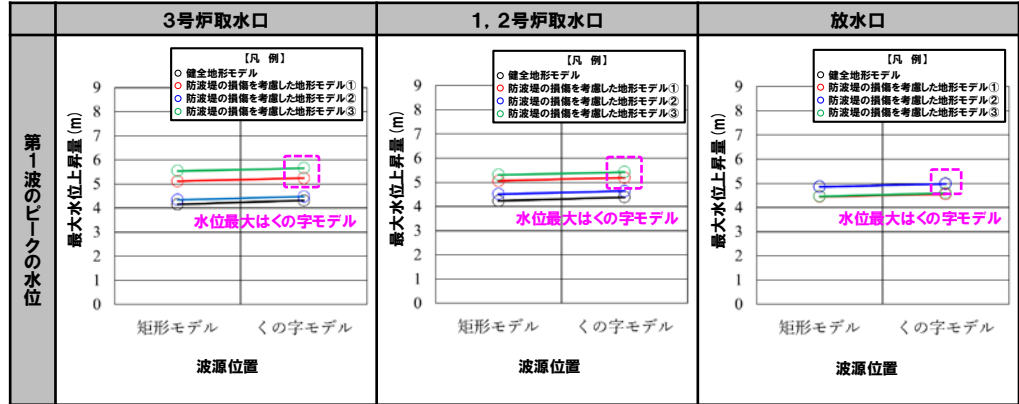 3号炉取水口
1,2号炉取水口
放水口
第1波のピークの水位
【凡 例】
健全地形モデル
防波堤の損傷を考慮した地形モデル①
防波堤の損傷を考慮した地形モデル②
防波堤の損傷を考慮した地形モデル③
最大水位上昇量(m)
9
8
7
6
5
4
3
2
1
0
水位最大はくの字モデル
矩形モデル
くの字モデル
波源位置
【凡 例】
健全地形モデル
防波堤の損傷を考慮した地形モデル①
防波堤の損傷を考慮した地形モデル②
防波堤の損傷を考慮した地形モデル③
最大水位上昇量(m)
9
8
7
6
5
4
3
2
1
0
水位最大はくの字モデル
矩形モデル
くの字モデル
波源位置
【凡 例】
健全地形モデル
防波堤の損傷を考慮した地形モデル①
防波堤の損傷を考慮した地形モデル②
防波堤の損傷を考慮した地形モデル③
最大水位上昇量(m)
9
8
7
6
5
4
3
2
1
0
水位最大はくの字モデル
矩形モデル
くの字モデル
波源位置